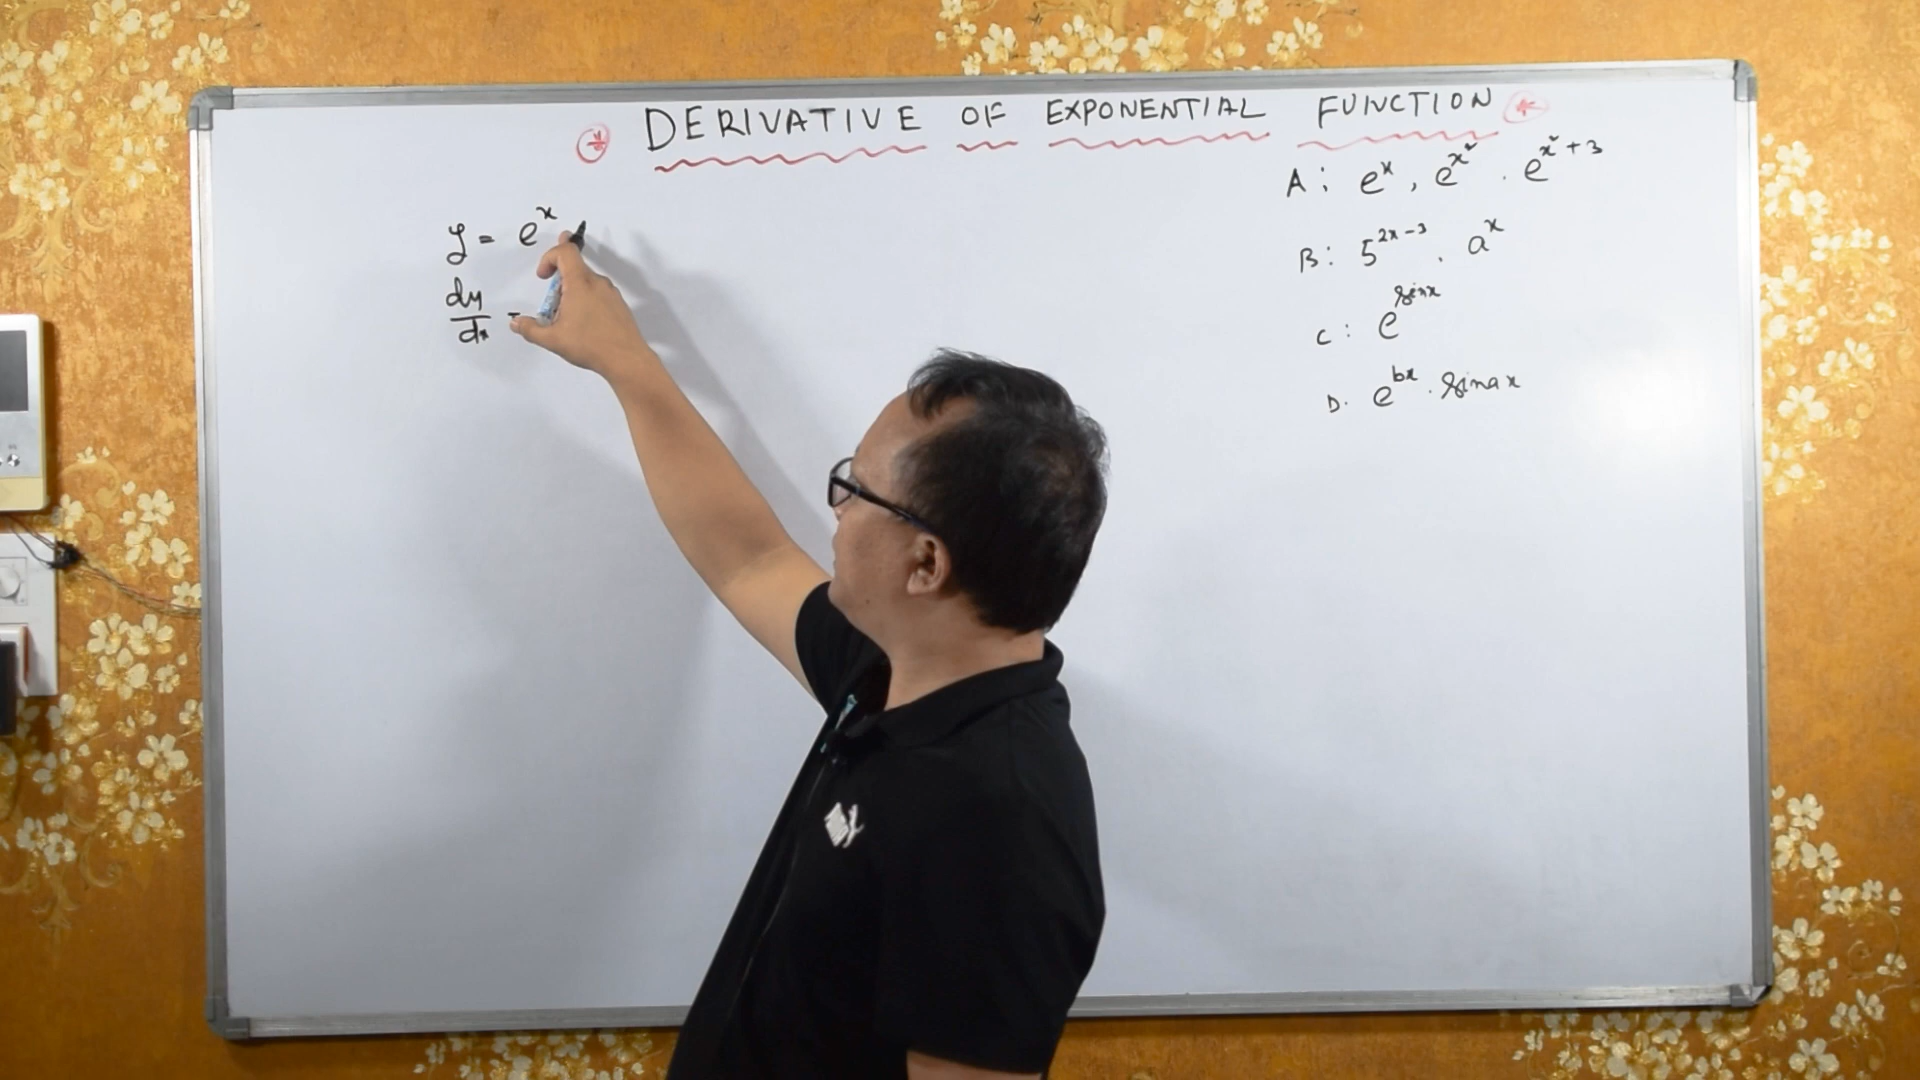 * DERIVATIVE OF EXPONENTIAL FUNCTION *
y = e^x
dy/dx =
A: e^x, e^x² . e^x²+3
B: 5^2x-3 . a^x
C: e^sinx
D. e^bx . sinax